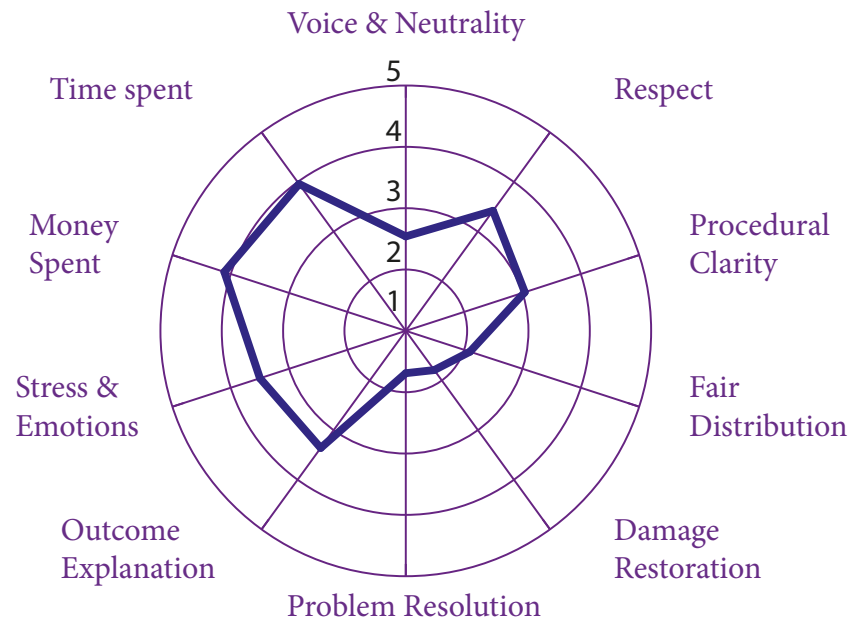 Voice & Neutrality
Time spent
5
Respect
4
3
Money
Spent
Procedural
Clarity
2
1
Stress &
Emotions
Fair
Distribution
Outcome
Explanation
Damage
Restoration
Problem Resolution